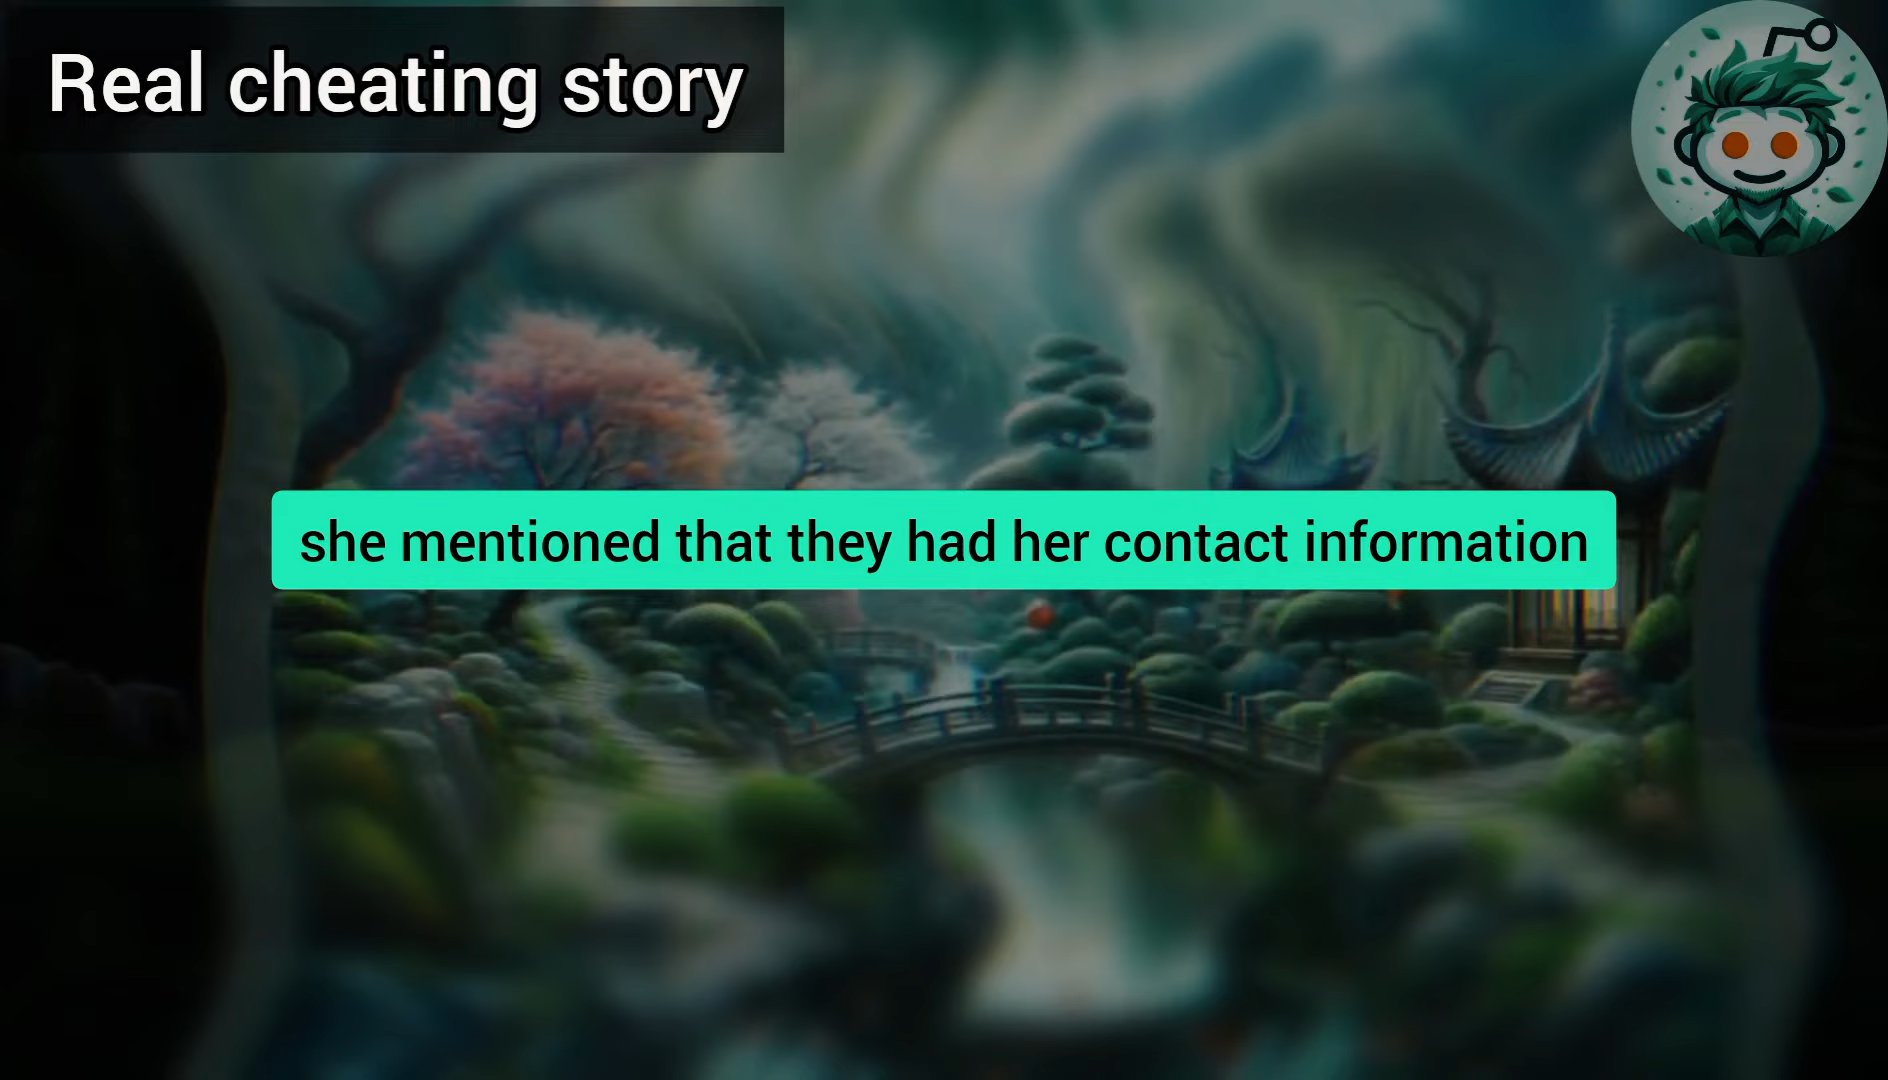 Real cheating story
she mentioned that they had her contact information